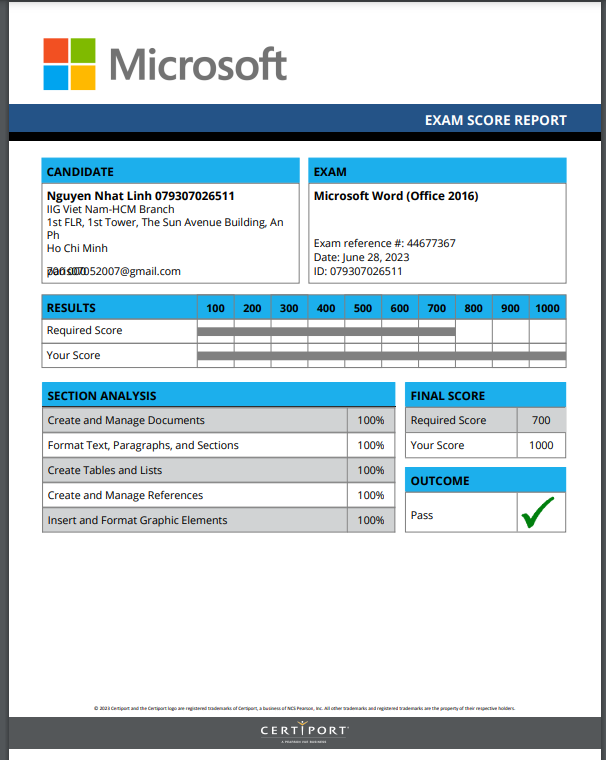 Microsoft
EXAM SCORE REPORT
CANDIDATE
Nguyen Nhat Linh 079307026511
IIG Viet Nam-HCM Branch
1st FLR, 1st Tower, The Sun Avenue Building, An
Ph
Ho Chi Minh
EXAM
Microsoft Word (Office 2016)
Exam reference #: 44677367
Date: June 28, 2023
ID: 079307026511
RESULTS 100 200 300 400 500 600 700 800 900 1000
Required Score
Your Score
SECTION ANALYSIS
Create and Manage Documents 100%
Format Text, Paragraphs, and Sections 100%
Create Tables and Lists 100%
Create and Manage References 100%
Insert and Format Graphic Elements 100%
FINAL SCORE
Required Score 700
Your Score 1000
OUTCOME
Pass
© 2023 Certiport and the Certiport logo are registered trademarks of Certiport, a business of NCS Pearson, Inc. All other trademarks and registered trademarks are the property of their respective holders.
CERTIPORT
A PEARSON VUE BUSINESS